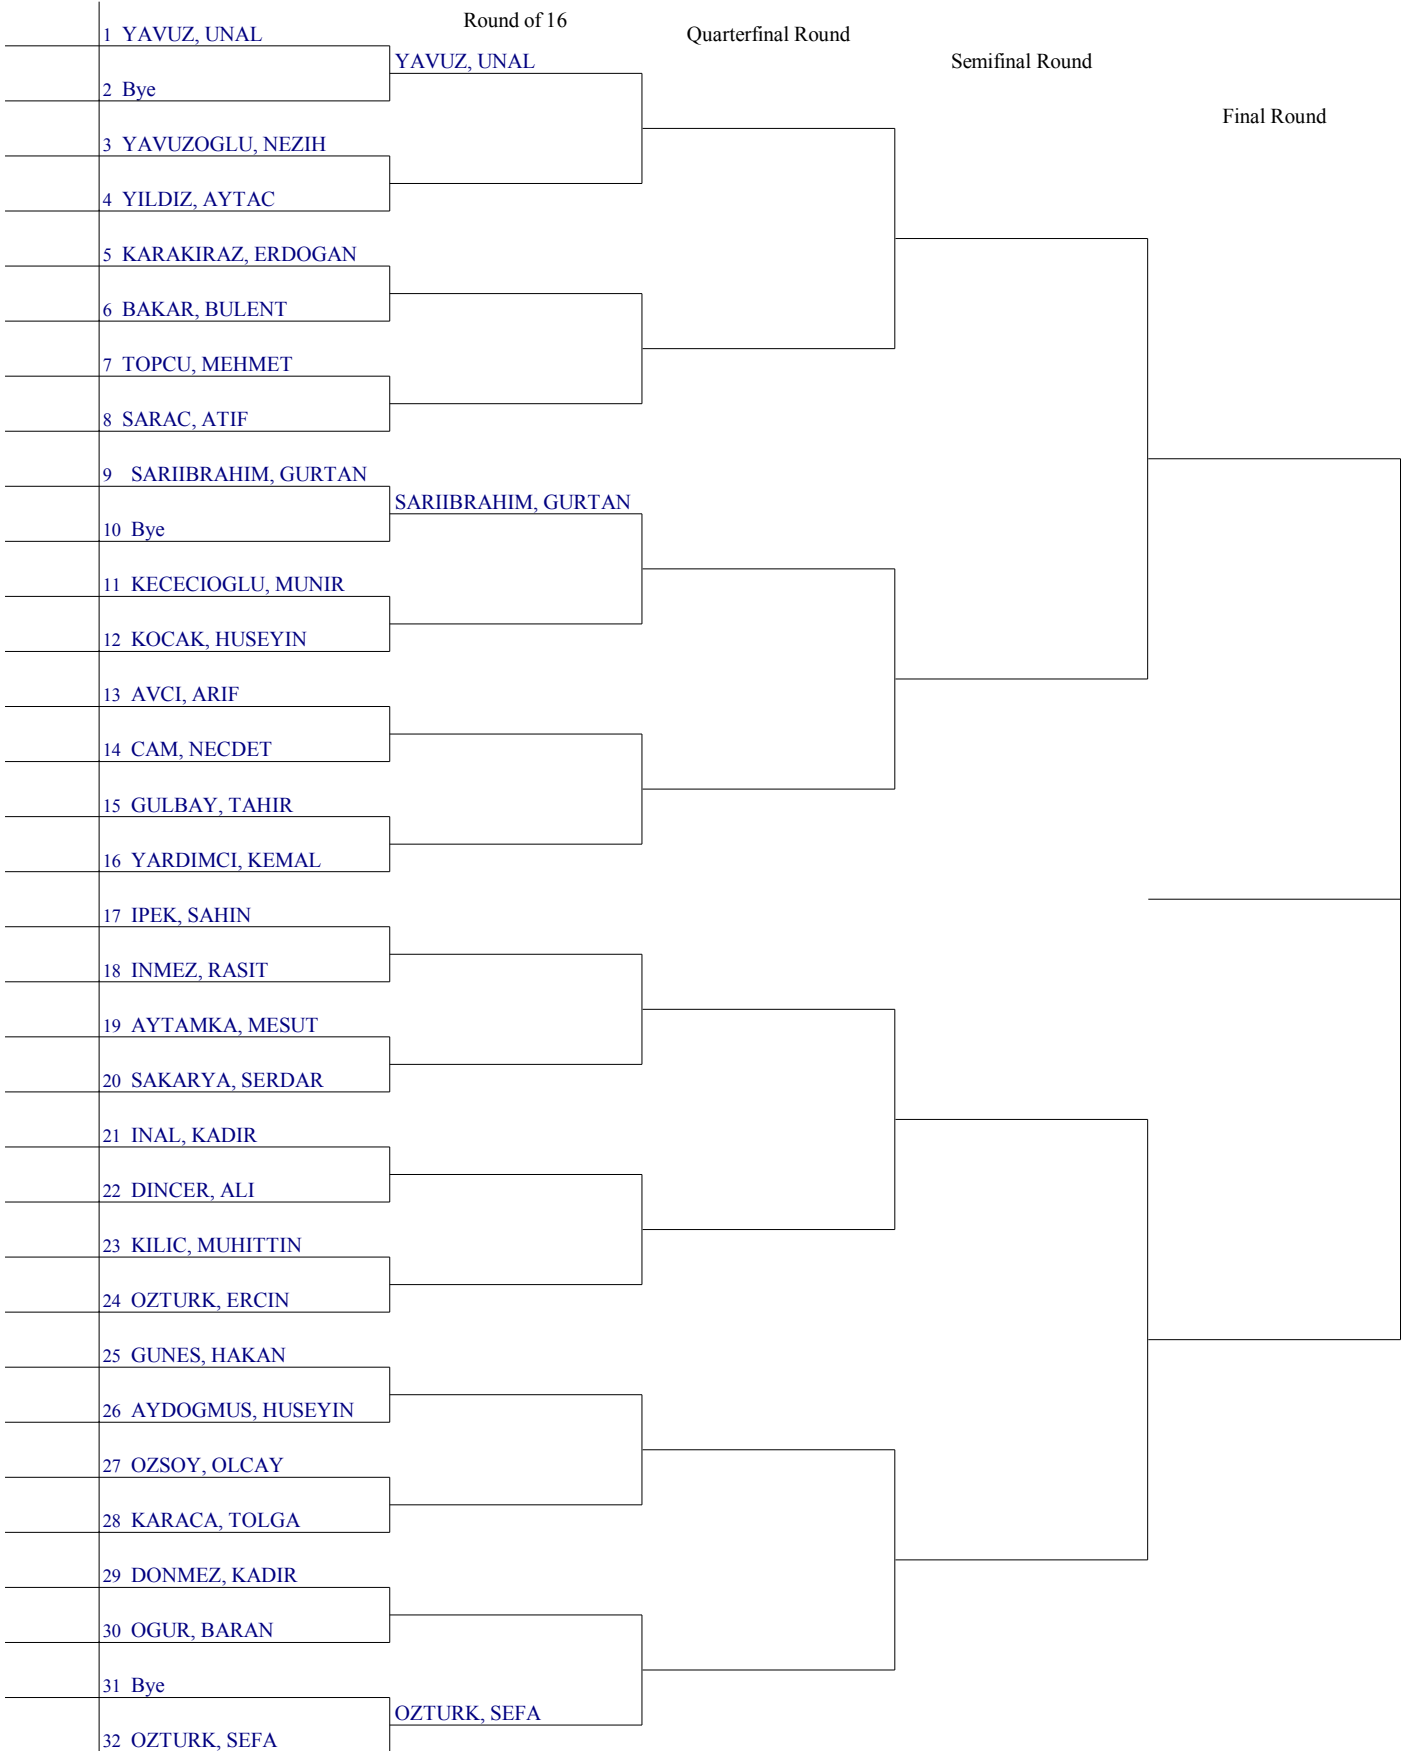 Round of 16
Quarterfinal Round
Semifinal Round
Final Round
1 YAVUZ, UNAL
YAVUZ, UNAL
2 Bye
3 YAVUZOGLU, NEZIH
4 YILDIZ, AYTAC
5 KARAKIRAZ, ERDOGAN
6 BAKAR, BULENT
7 TOPCU, MEHMET
8 SARAC, ATIF
9 SARIIBRAHIM, GURTAN
SARIIBRAHIM, GURTAN
10 Bye
11 KECECIOGLU, MUNIR
12 KOCAK, HUSEYIN
13 AVCI, ARIF
14 CAM, NECDET
15 GULBAY, TAHIR
16 YARDIMCI, KEMAL
17 IPEK, SAHIN
18 INMEZ, RASIT
19 AYTAMKA, MESUT
20 SAKARYA, SERDAR
21 INAL, KADIR
22 DINCER, ALI
23 KILIC, MUHITTIN
24 OZTURK, ERCIN
25 GUNES, HAKAN
26 AYDOGMUS, HUSEYIN
27 OZSOY, OLCAY
28 KARACA, TOLGA
29 DONMEZ, KADIR
30 OGUR, BARAN
31 Bye
OZTURK, SEFA
32 OZTURK, SEFA